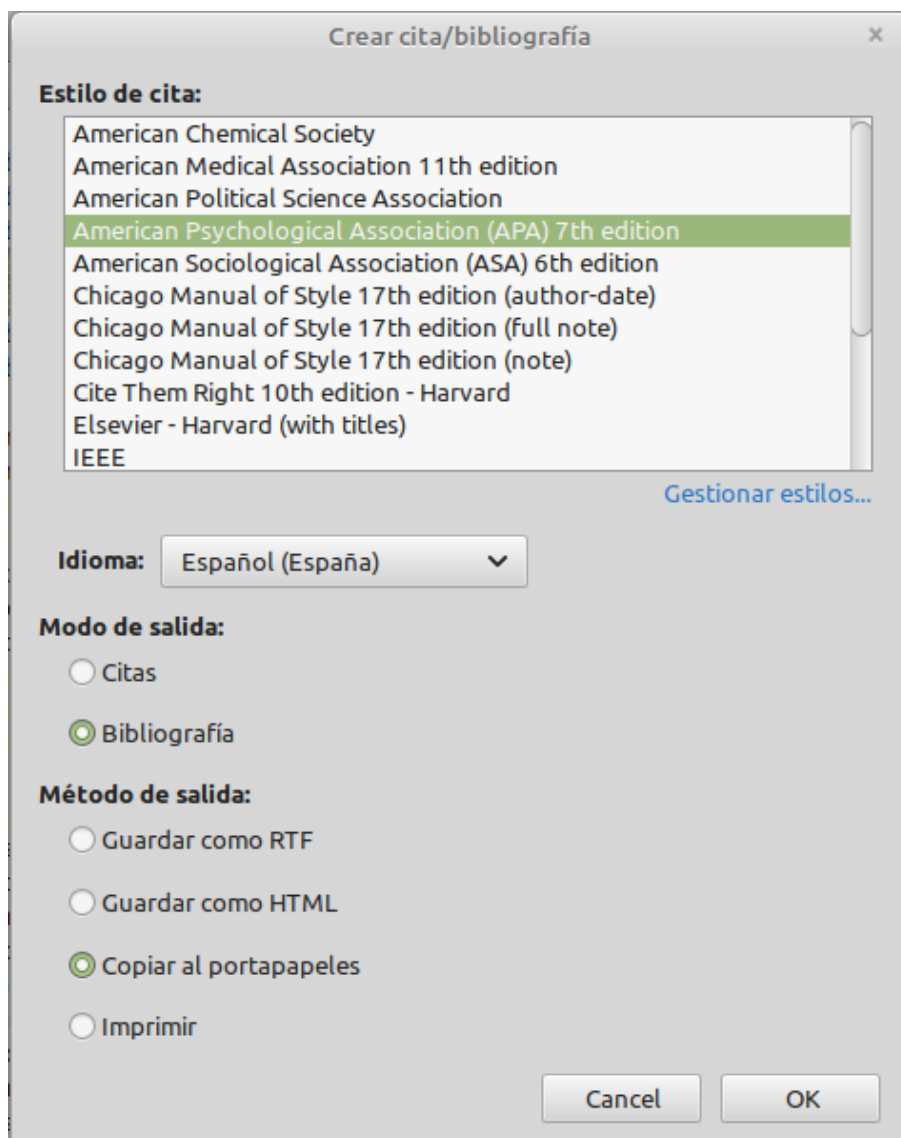 Crear cita/bibliografía ×
Estilo de cita:
American Chemical Society
American Medical Association 11th edition
American Political Science Association
American Psychological Association (APA) 7th edition
American Sociological Association (ASA) 6th edition
Chicago Manual of Style 17th edition (author-date)
Chicago Manual of Style 17th edition (full note)
Chicago Manual of Style 17th edition (note)
Cite Them Right 10th edition - Harvard
Elsevier - Harvard (with titles)
IEEE
Gestionar estilos...
Idioma: Español (España)
Modo de salida:
Citas
Bibliografía
Método de salida:
Guardar como RTF
Guardar como HTML
Copiar al portapapeles
Imprimir
Cancel OK